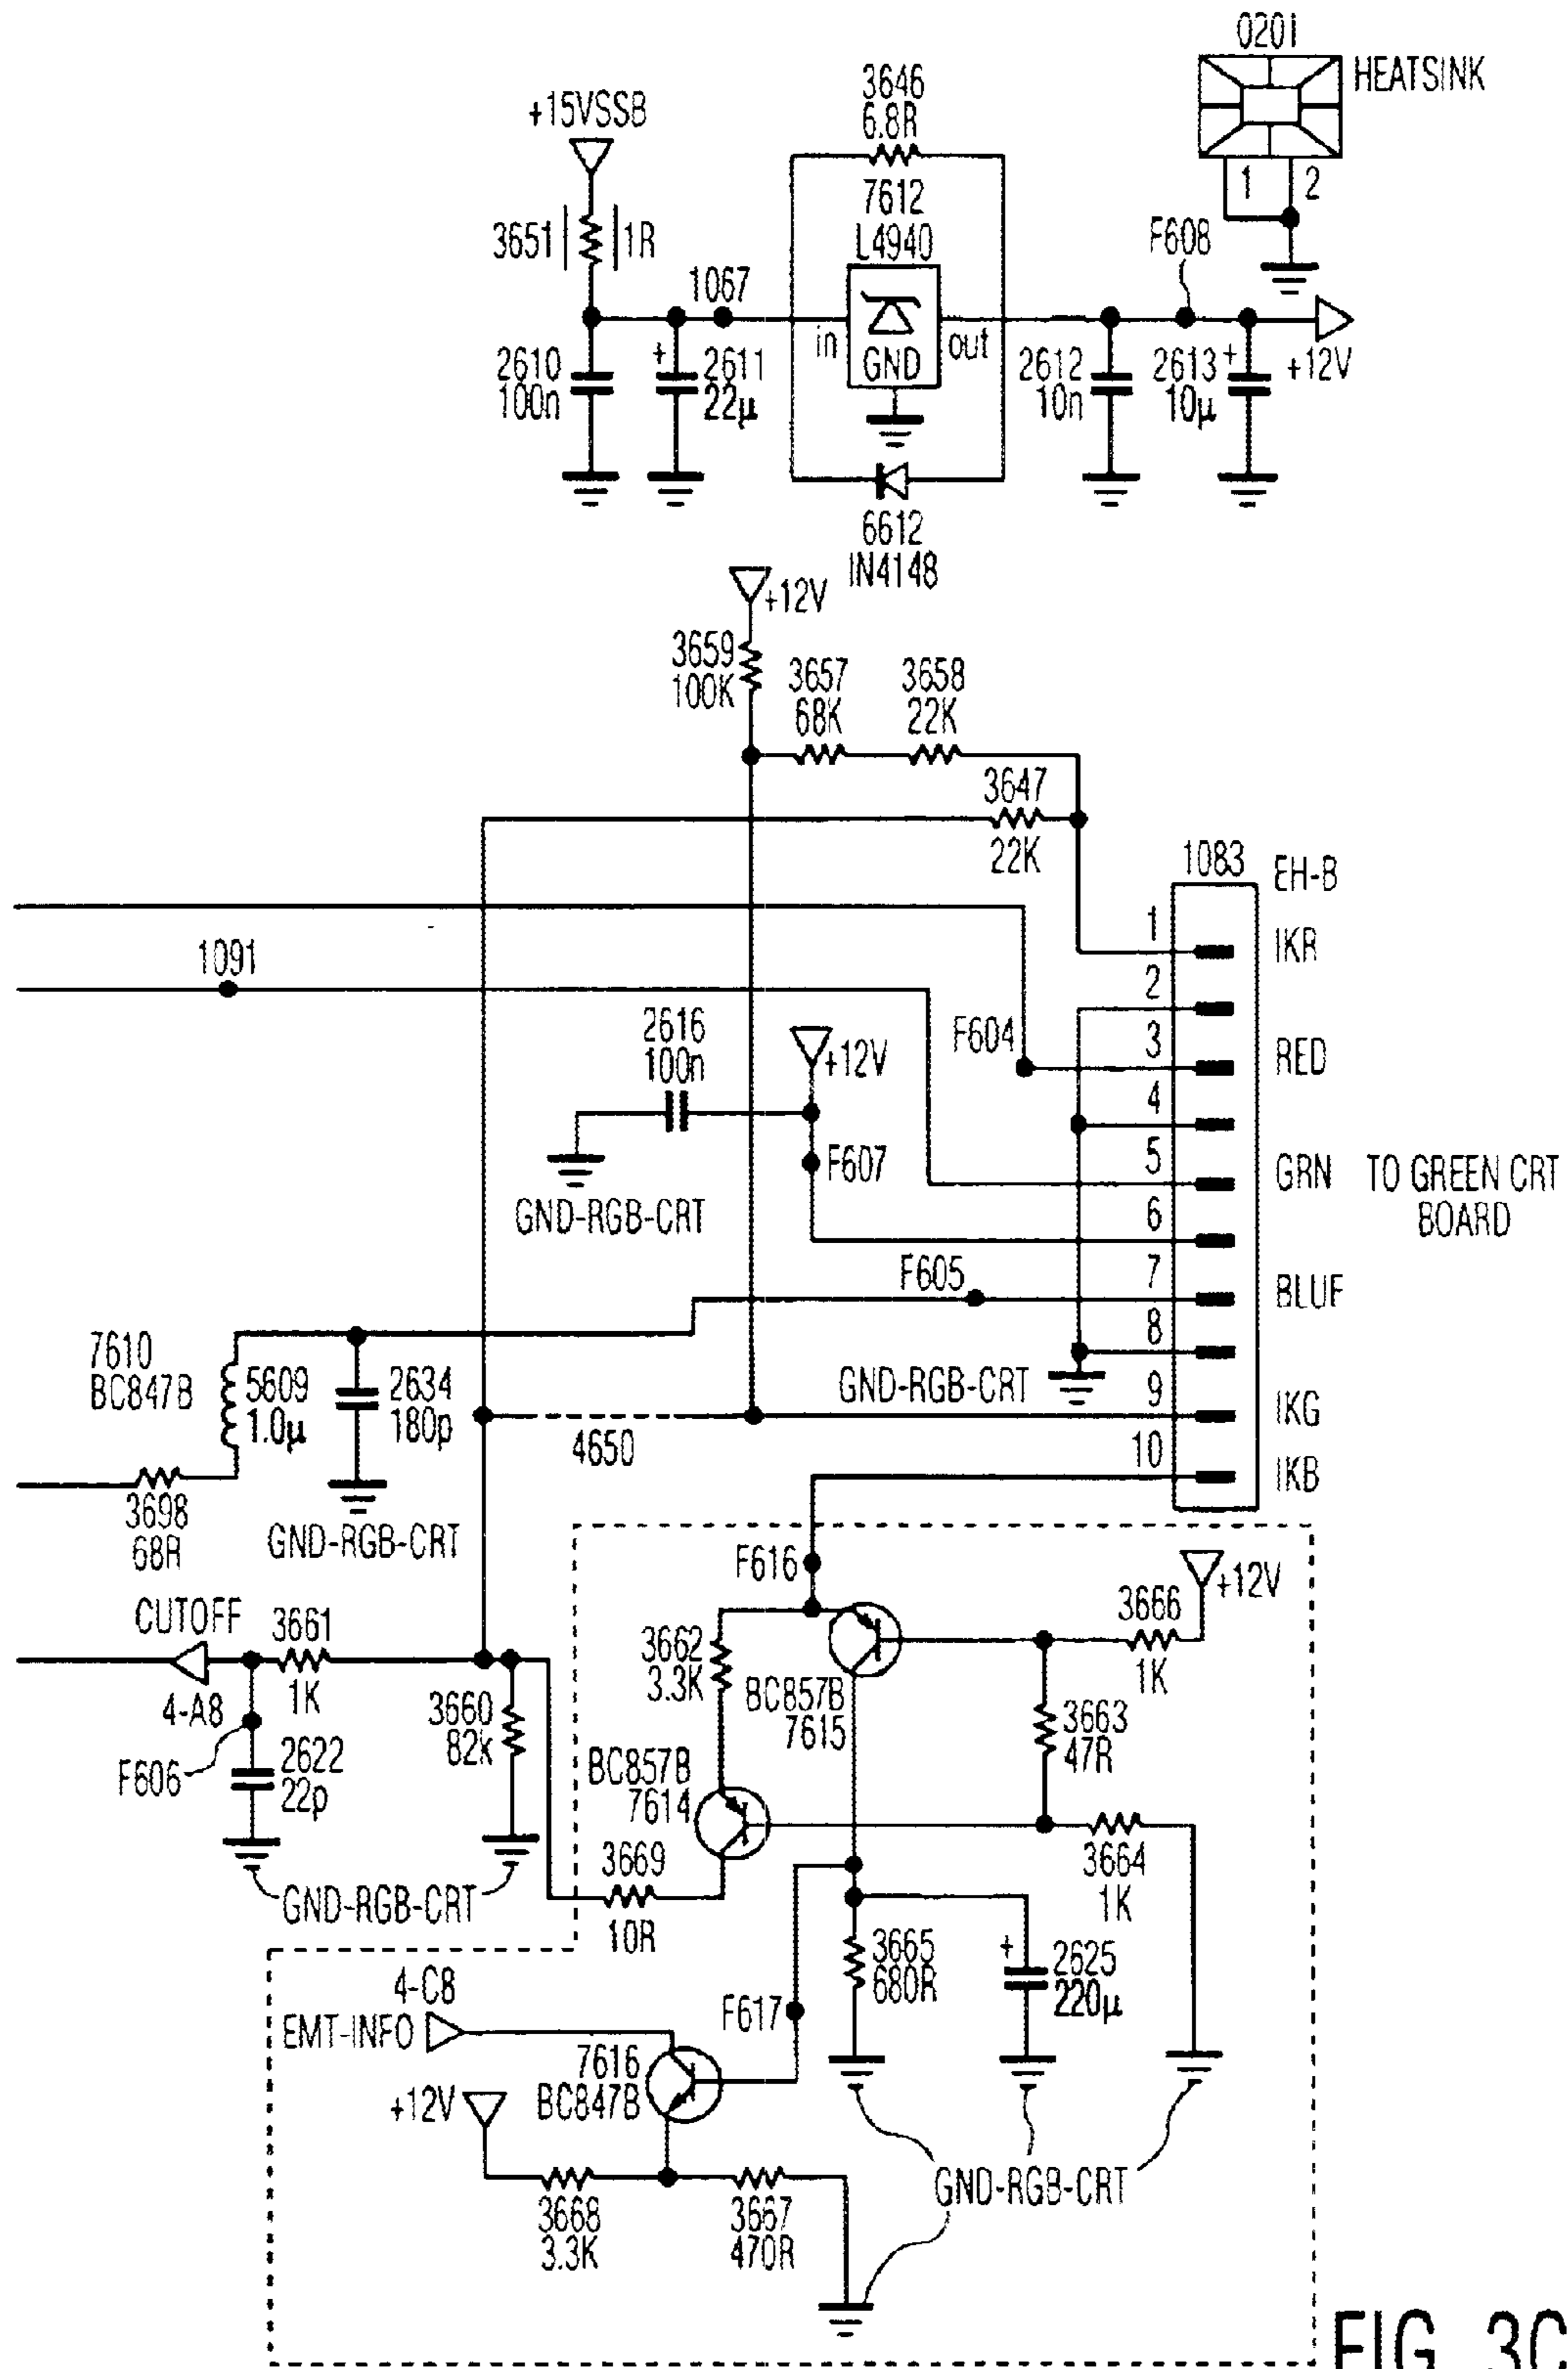 0201
HEATSINK
1 2
+15VSSB
3646
6.8R
7612
L4940
3651 1R
1067
F608
in
GND
out
+12V
2610
100n
+
2611
22μ
2612
10n
2613 +
10μ
6612
IN4148
+12V
3659
100K
3657
68K
3658
22K
3647
22K
1083
EH-B
1
IKR
1091
2
2616
100n
+12V
F604
3
RED
4
F607
5
GRN
TO GREEN CRT
BOARD
GND-RGB-CRT
6
F605
7
BLUE
7610
BC847B
5609
1.0μ
2634
180p
8
GND-RGB-CRT
9
IKG
4650
10
IKB
3698
68R
GND-RGB-CRT
F616
+12V
CUTOFF
3661
1K
4-A8
3662
3.3K
3666
1K
BC857B
7615
3660
82k
3663
47R
F606
2622
22p
BC857B
7614
3664
1K
GND-RGB-CRT
3669
10R
3665
680R
+
2625
220μ
4-C8
EMT-INFO
F617
7616
BC847B
+12V
GND-RGB-CRT
3668
3.3K
3667
470R
FIG. 3C